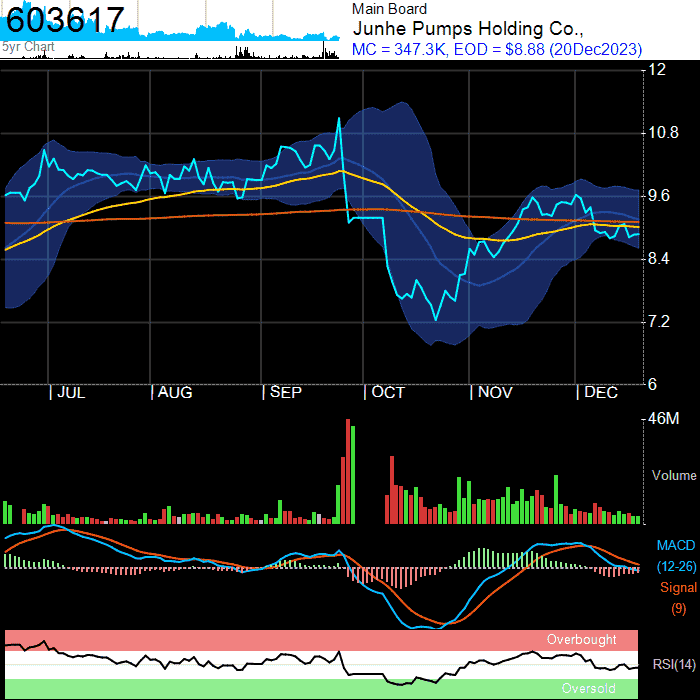 603617
5yr Chart
Main Board
Junhe Pumps Holding Co.,
MC = 347.3K, EOD = $8.88 (20Dec2023)
12
10.8
9.6
8.4
7.2
6
| JUL | AUG | SEP | OCT | NOV | DEC
46M
Volume
MACD
(12-26)
Signal
(9)
Overbought
RSI(14)
Oversold